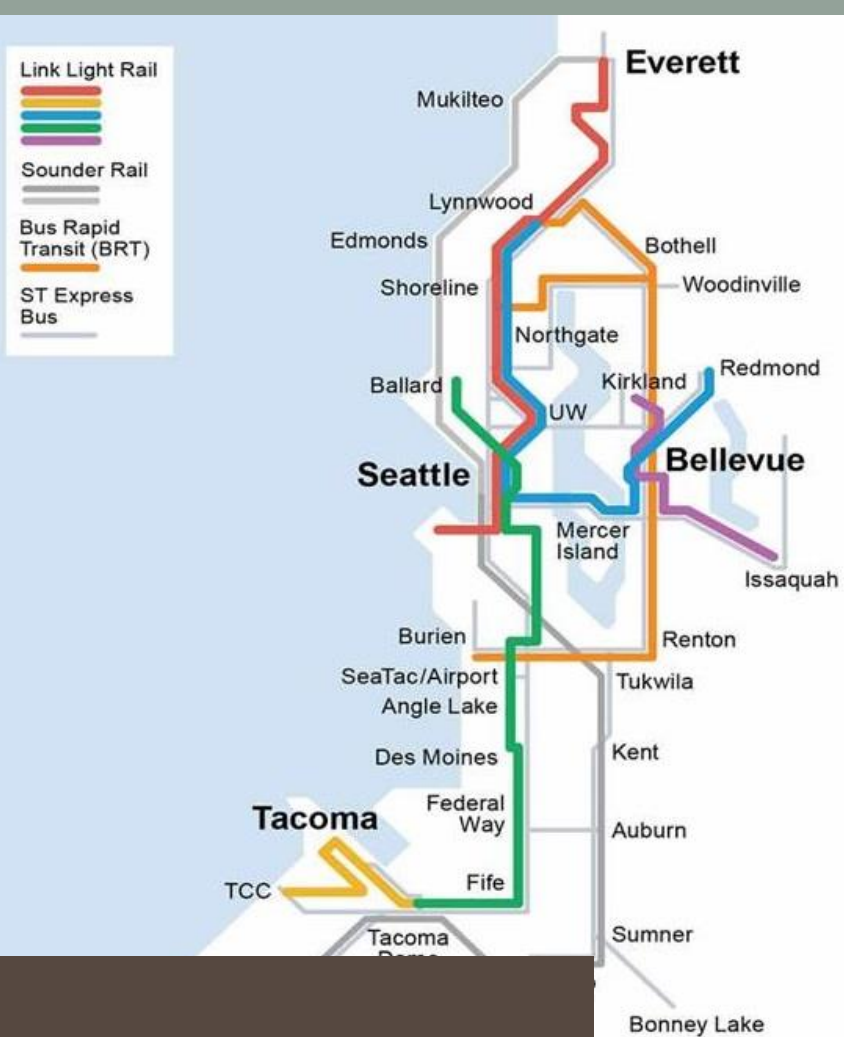 Link Light Rail
Sounder Rail
Bus Rapid
Transit (BRT)
ST Express
Bus
Everett
Mukilteo
Lynnwood
Edmonds
Bothell
Shoreline
Woodinville
Northgate
Redmond
Ballard
Kirkland
UW
Seattle
Bellevue
Mercer
Island
Issaquah
Burien
Renton
SeaTac/Airport
Tukwila
Angle Lake
Des Moines
Kent
Federal
Way
Tacoma
Auburn
Fife
TCC
Tacoma
Sumner
Bonney Lake